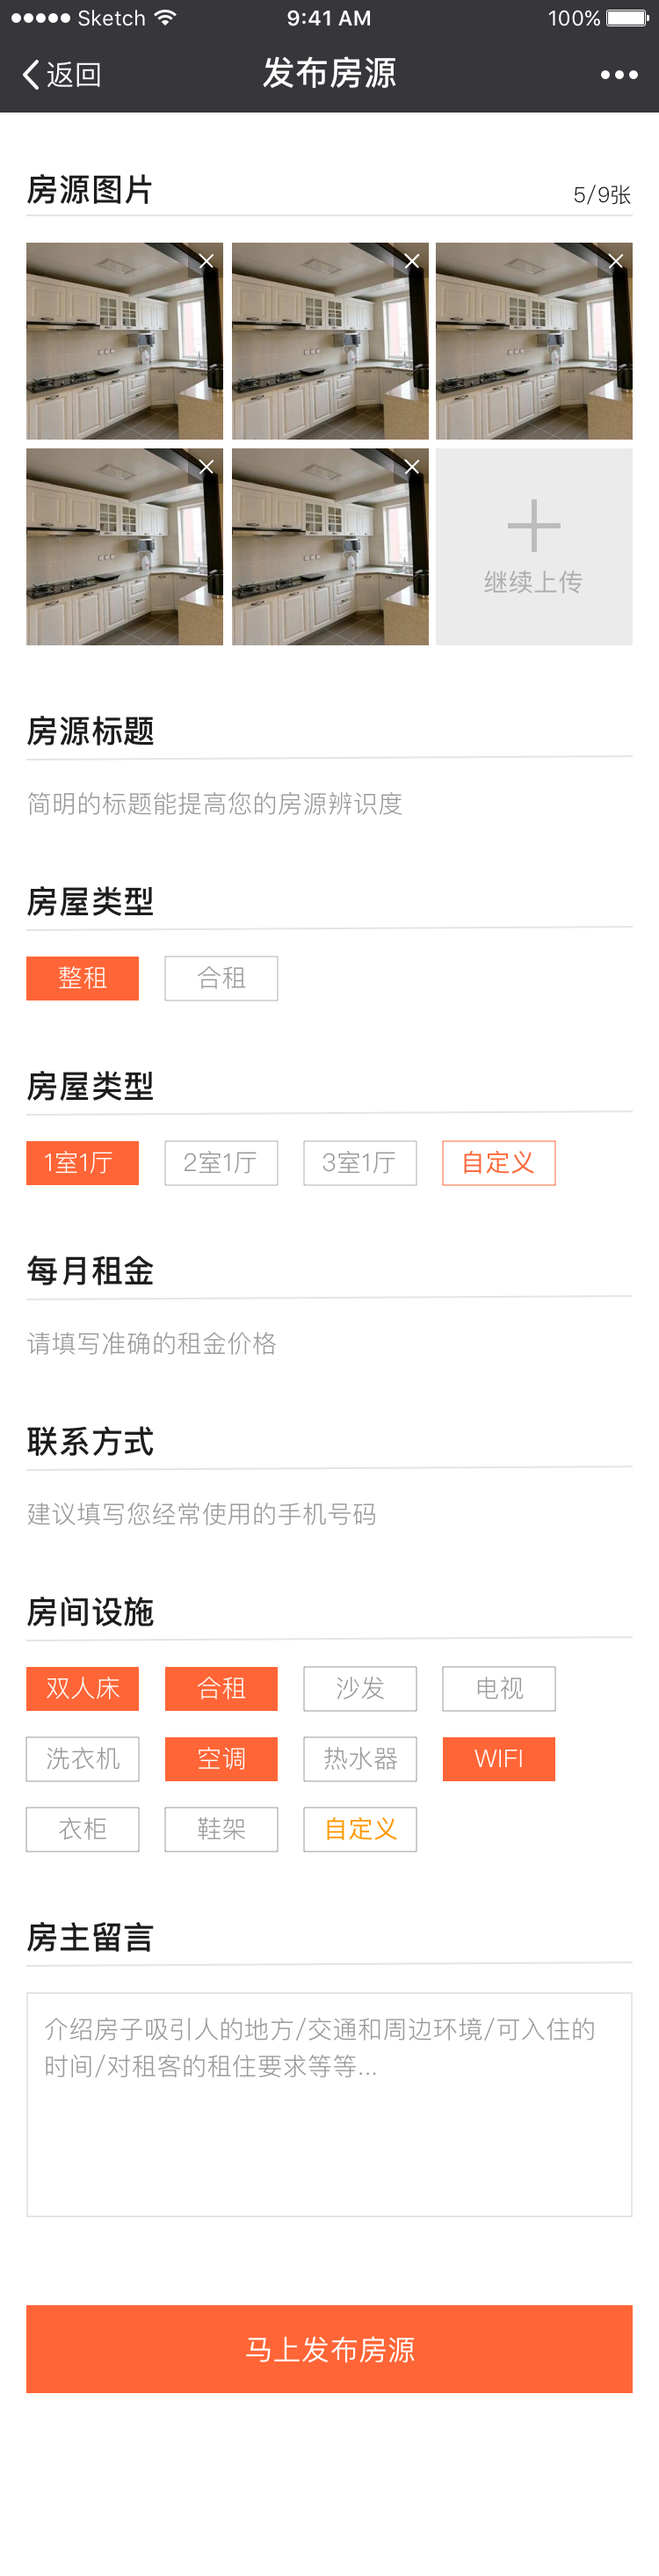 Sketch 9:41 AM 100%
返回 发布房源
房源图片 5/9张
继续上传
房源标题
简明的标题能提高您的房源辨识度
房屋类型
整租 合租
房屋类型
1室1厅 2室1厅 3室1厅 自定义
每月租金
请填写准确的租金价格
联系方式
建议填写您经常使用的手机号码
房间设施
双人床 合租 沙发 电视
洗衣机 空调 热水器 WIFI
衣柜 鞋架 自定义
房主留言
介绍房子吸引人的地方/交通和周边环境/可入住的
时间/对租客的租住要求等等...
马上发布房源